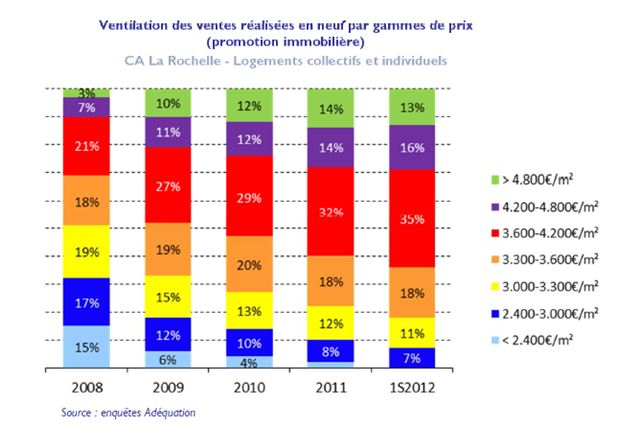 Ventilation des ventes réalisées en neuf par gammes de prix
(promotion immobilière)
CA La Rochelle - Logements collectifs et individuels
3% 10% 12% 14% 13%
7% 11% 12% 14% 16%
21% 27% 29% 32% 35%
18% 19% 20% 18% 18%
19% 15% 13% 12% 11%
17% 12% 10% 8% 7%
15% 6% 4%
2008 2009 2010 2011 1S2012
> 4.800€/m²
4.200-4.800€/m²
3.600-4.200€/m²
3.300-3.600€/m²
3.000-3.300€/m²
2.400-3.000€/m²
< 2.400€/m²
Source : enquêtes Adéquation